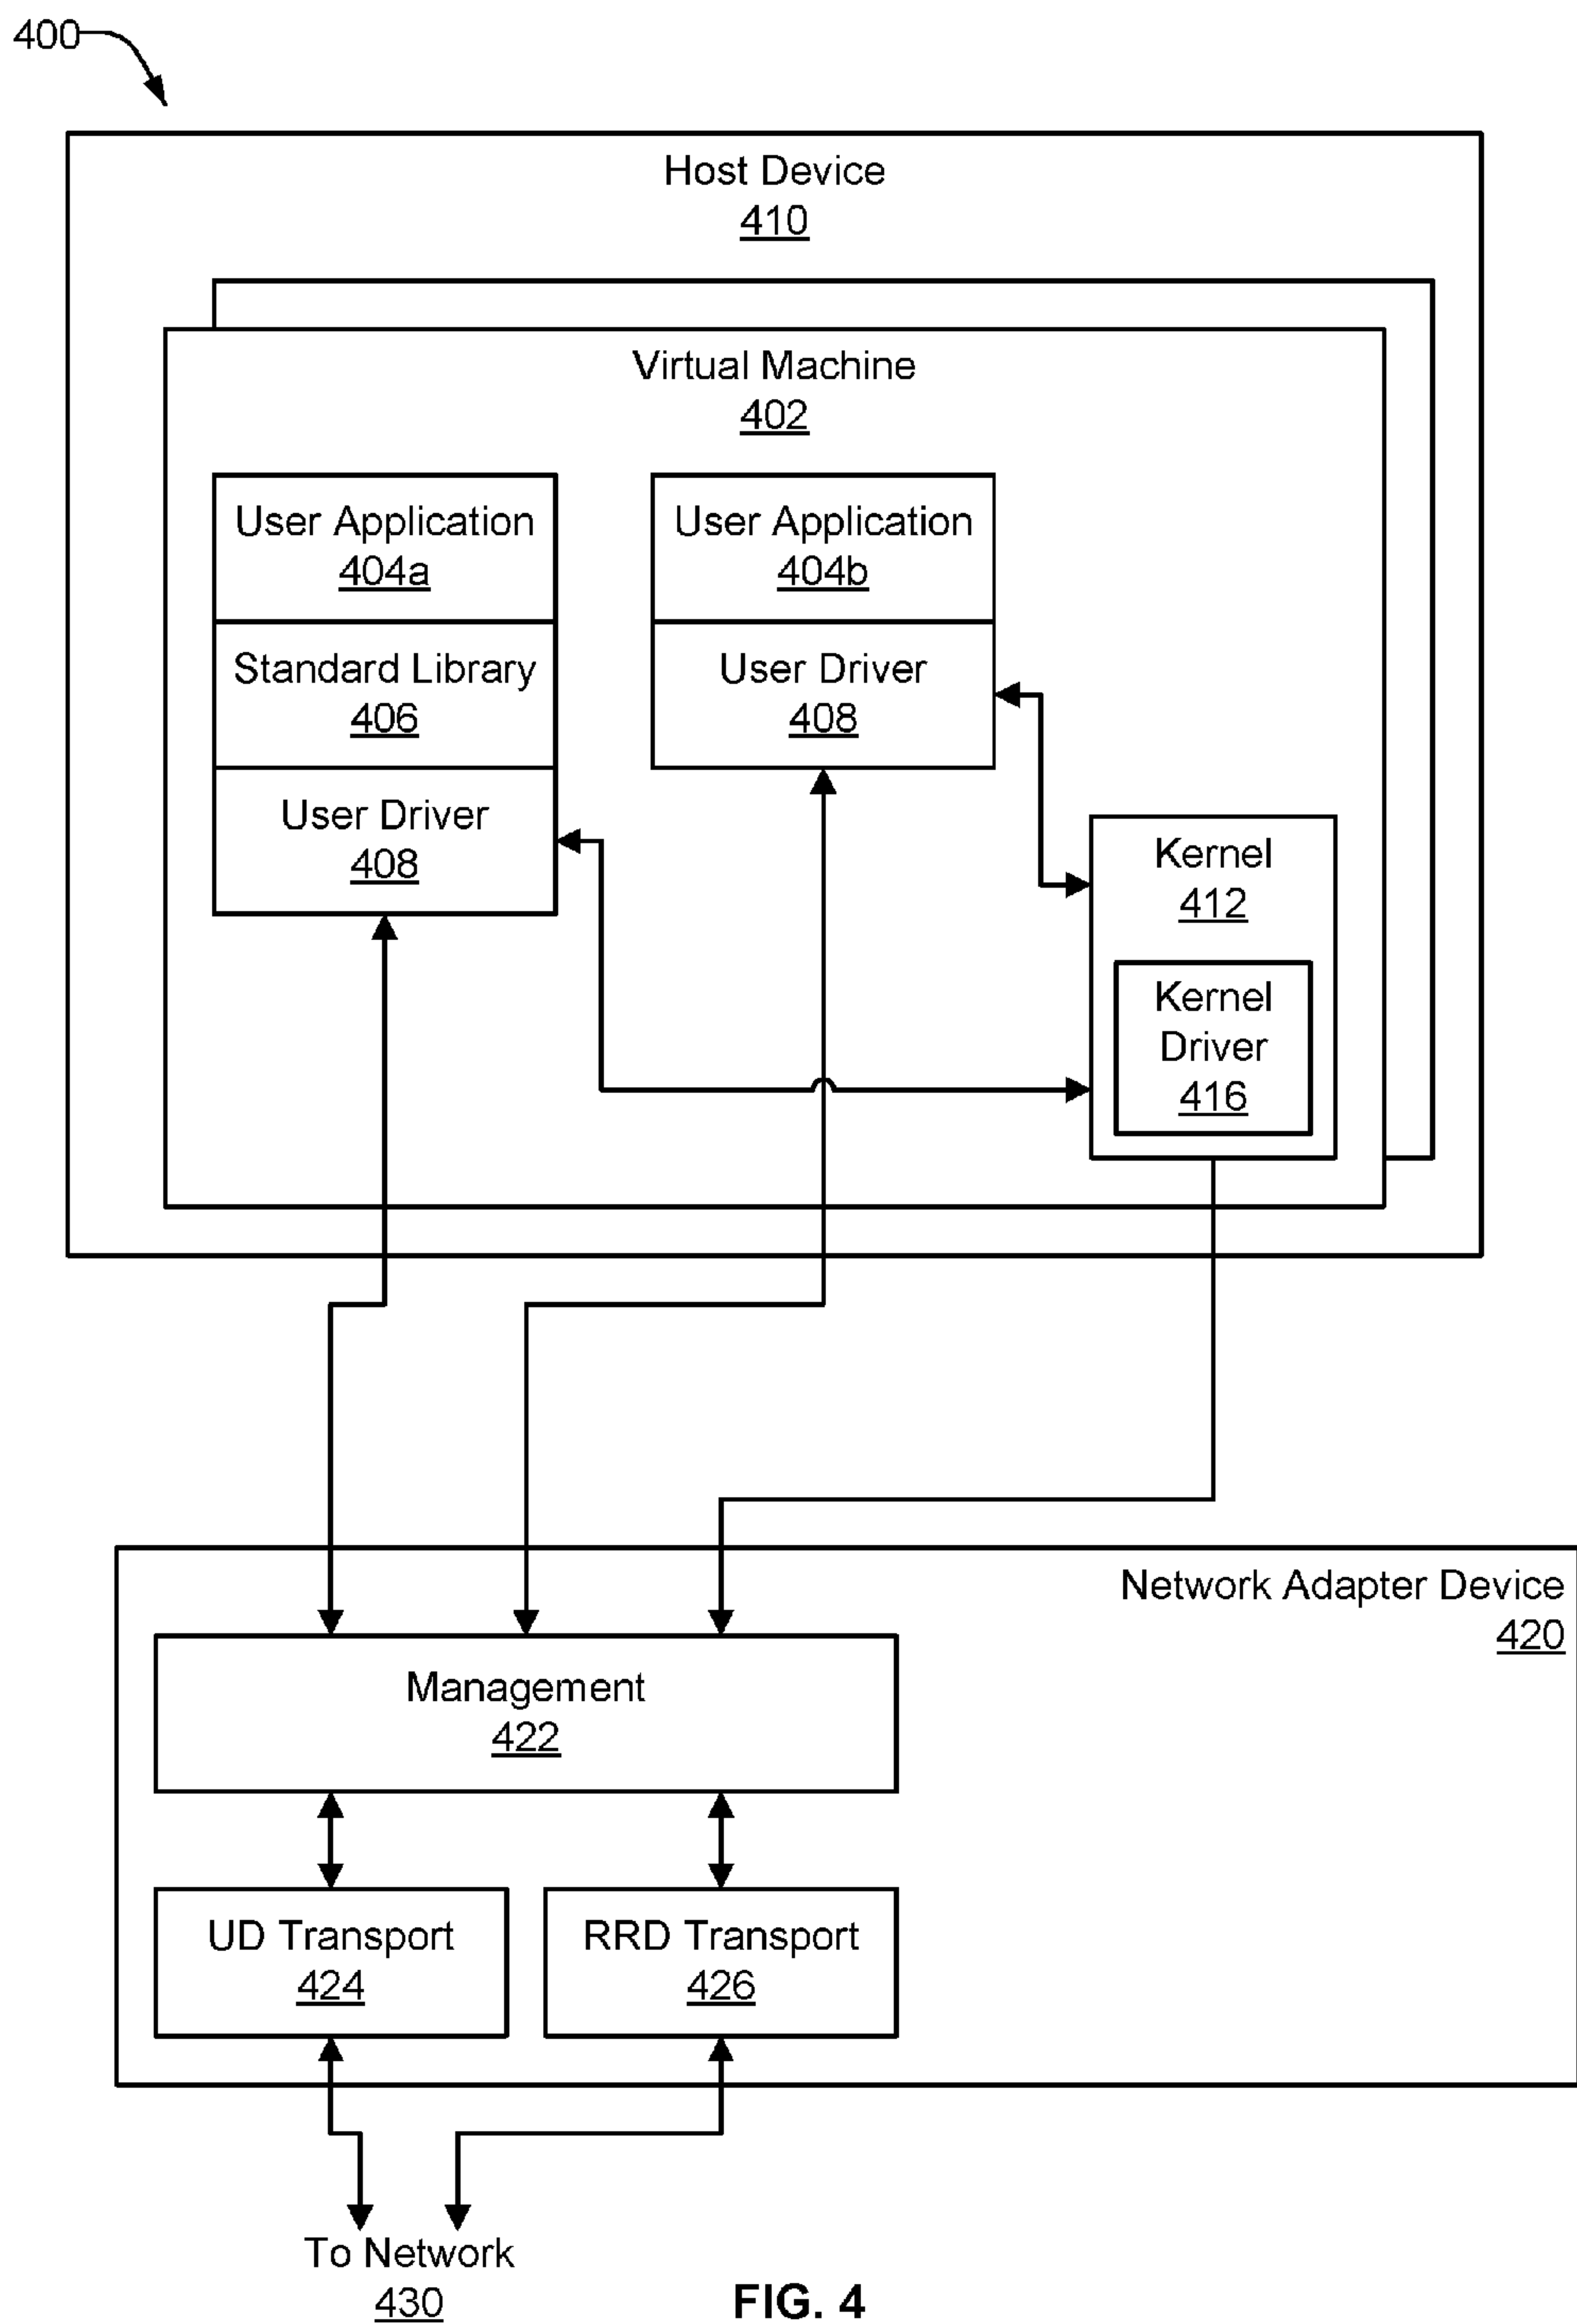 400
Host Device
410
Virtual Machine
402
User Application
404a
Standard Library
406
User Driver
408
User Application
404b
User Driver
408
Kernel
412
Kernel
Driver
416
Network Adapter Device
420
Management
422
UD Transport
424
RRD Transport
426
To Network
430
FIG. 4